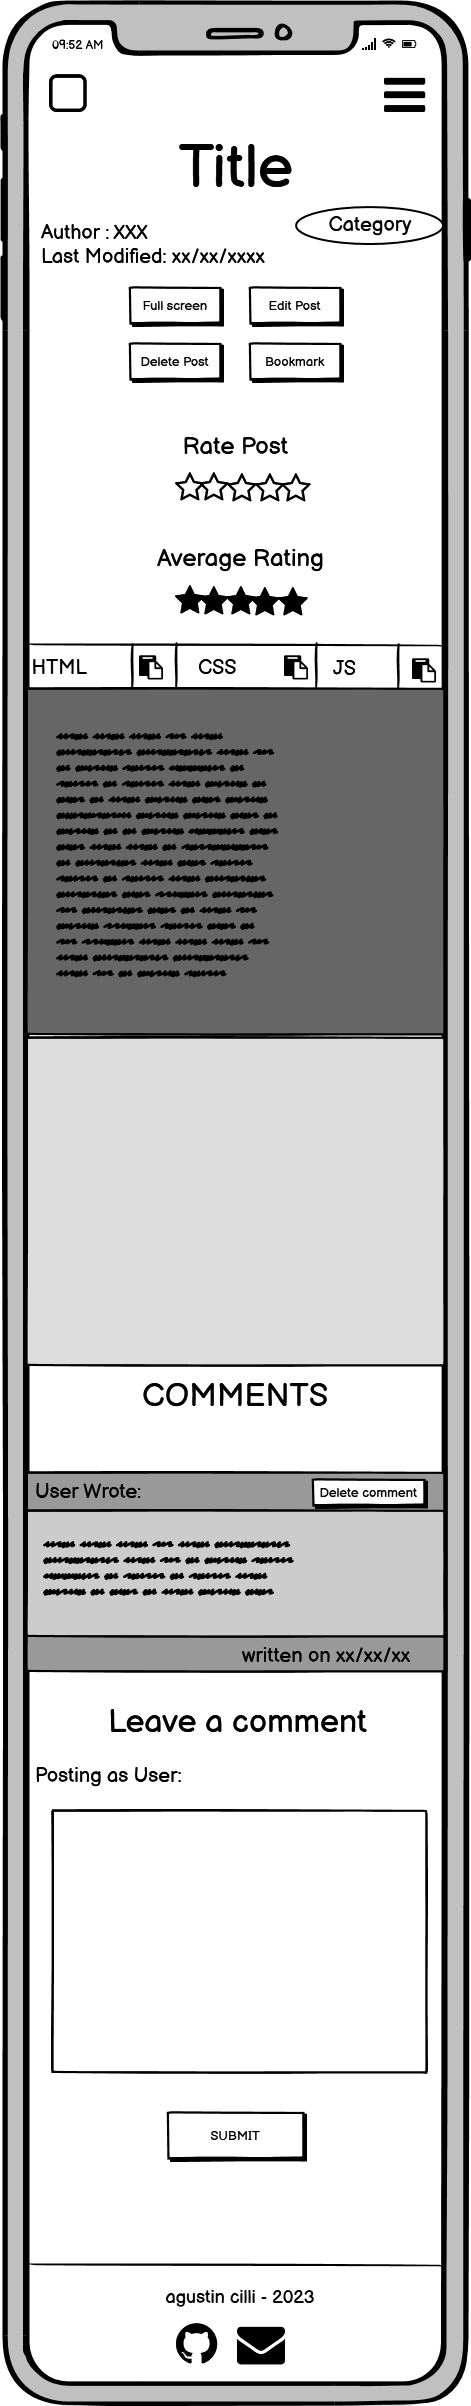 09:52 AM
Title
Category
Author : XXX
Last Modified: xx/xx/xxxx
Full screen
Edit Post
Delete Post
Bookmark
Rate Post
Average Rating
HTML
CSS
JS
COMMENTS
User Wrote:
Delete comment
written on xx/xx/xx
Leave a comment
Posting as User:
SUBMIT
agustin cilli - 2023